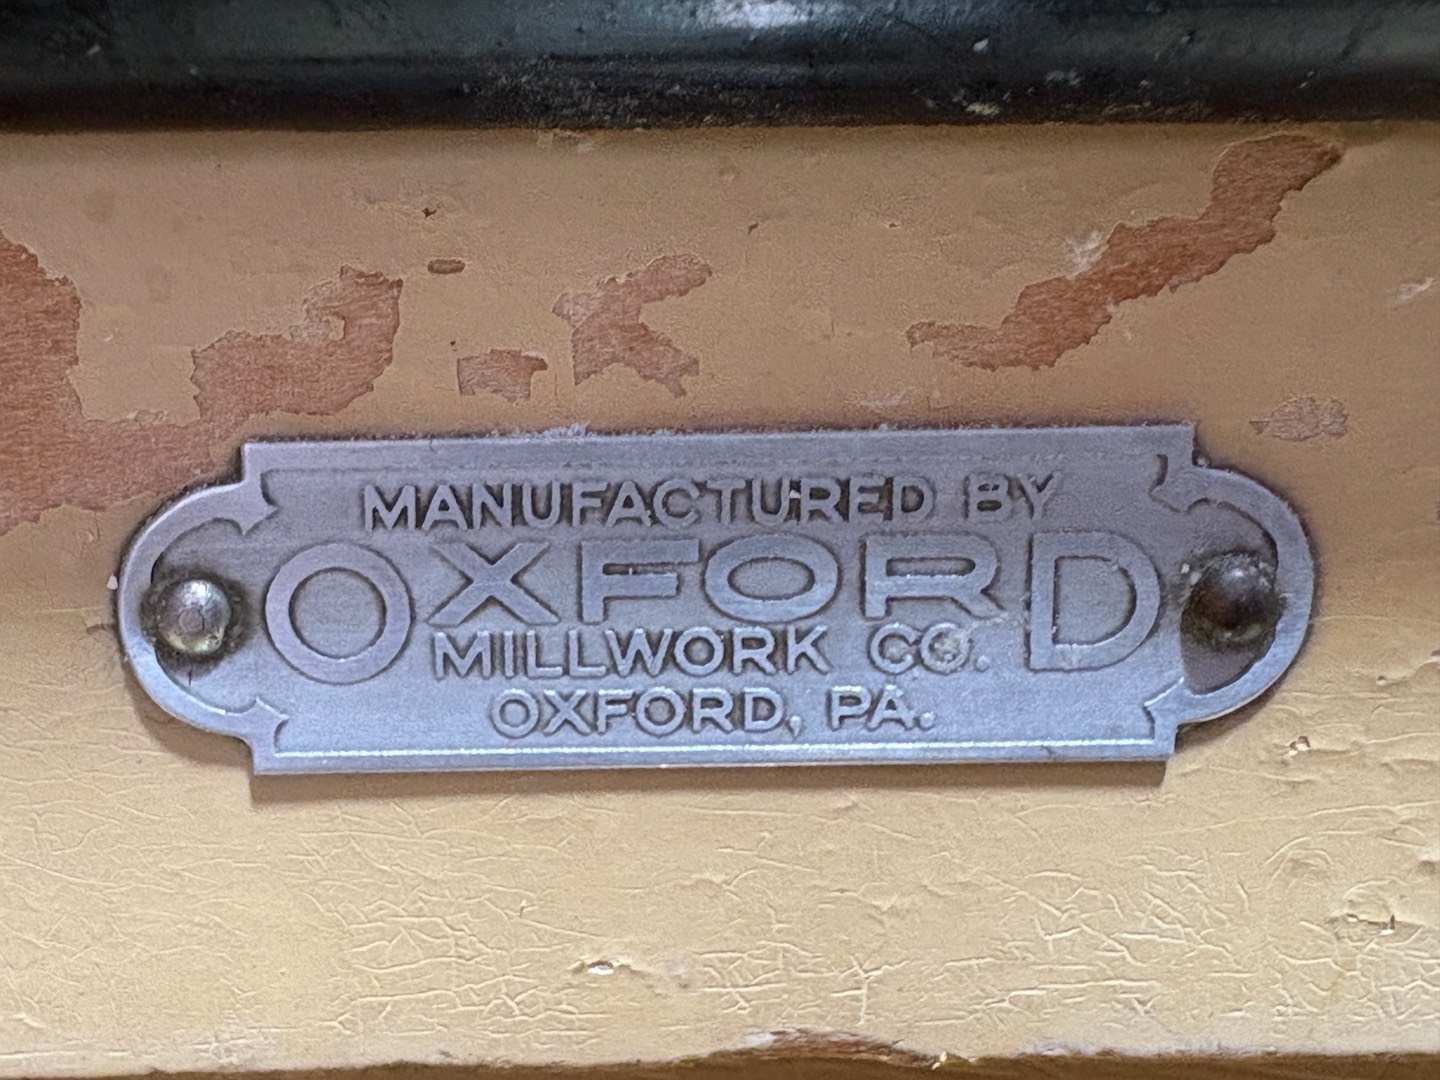 MANUFACTURED BY
OXFORD
MILLWORK CO.
OXFORD, PA.